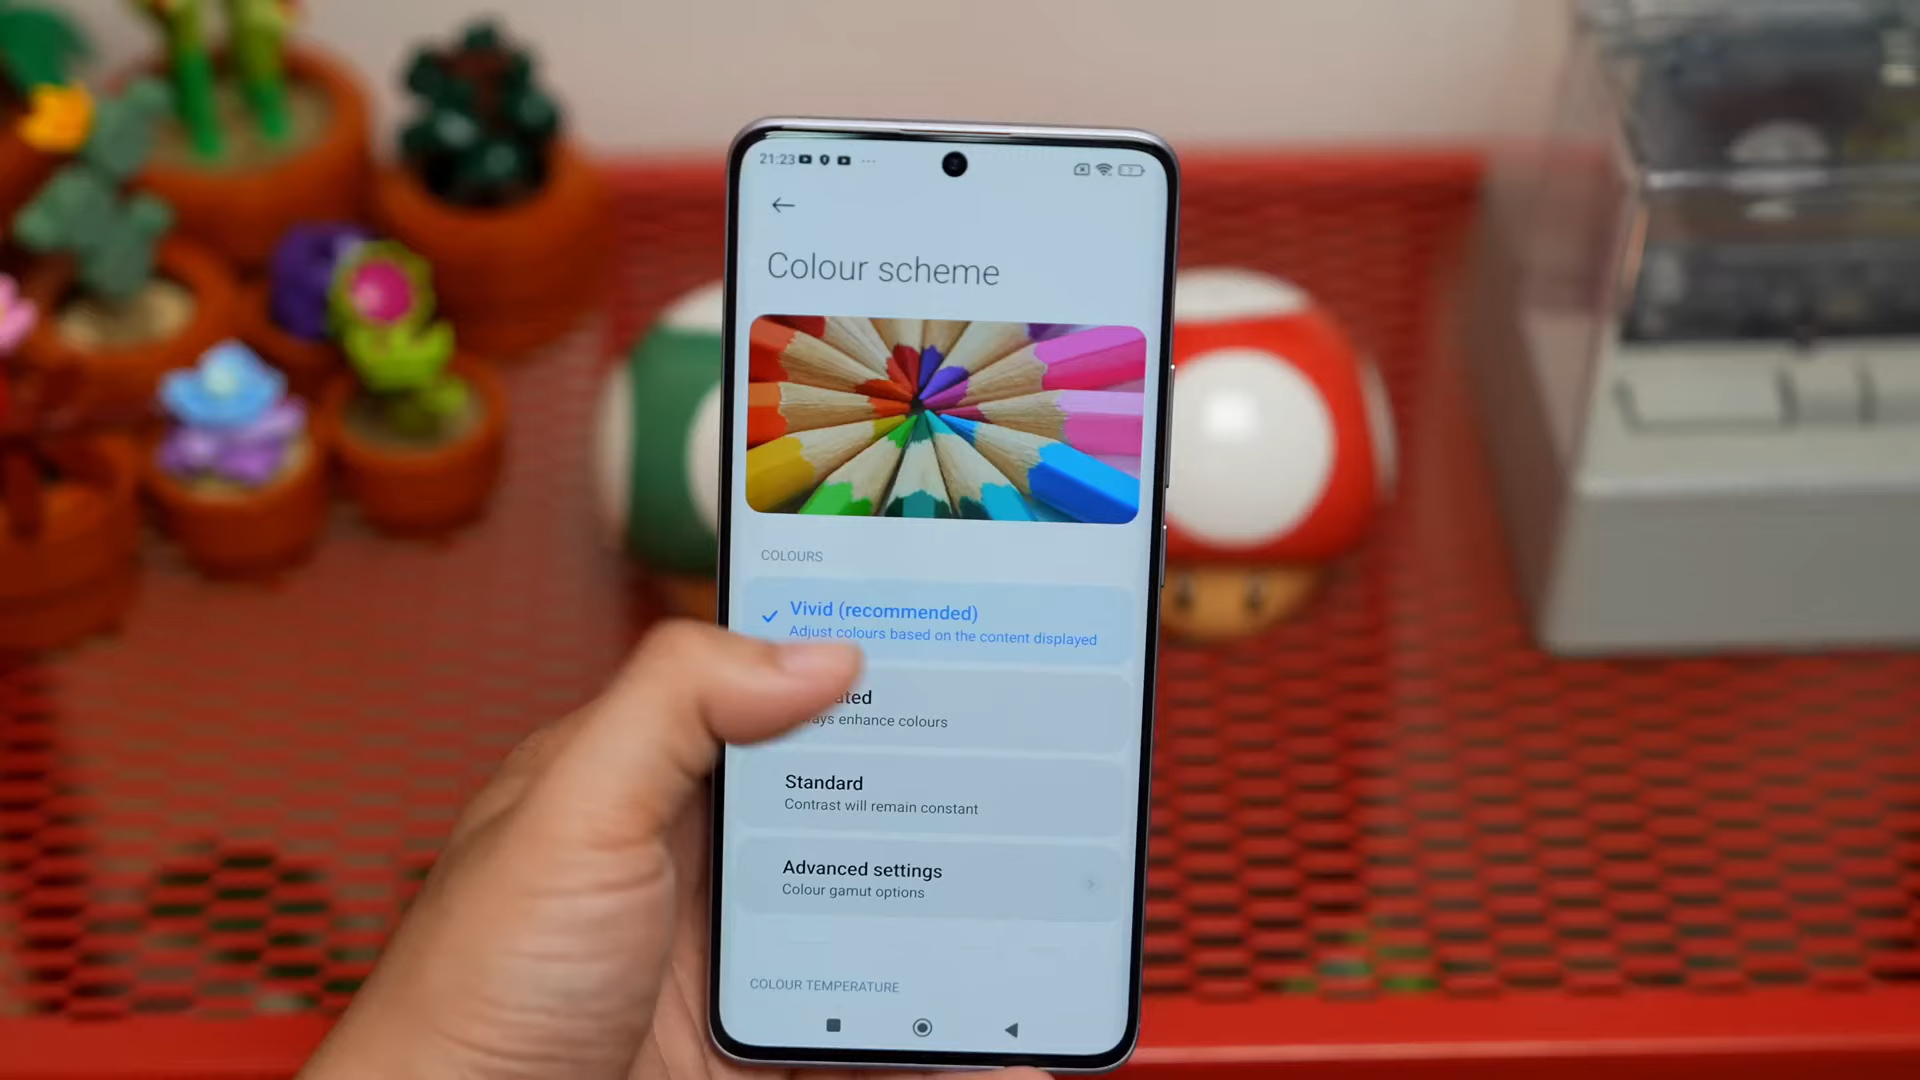 21:23
Colour scheme
COLOURS
Vivid (recommended)
Adjust colours based on the content displayed
enhance colours
Standard
Contrast will remain constant
Advanced settings
Colour gamut options
COLOUR TEMPERATURE